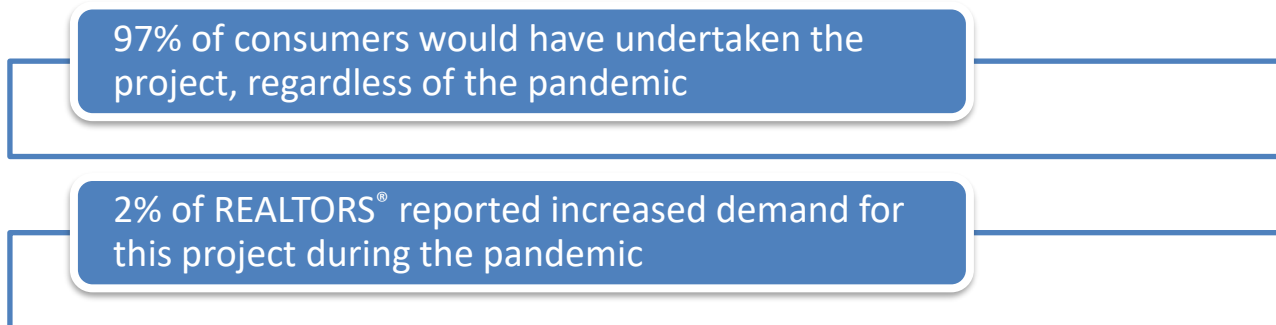 97% of consumers would have undertaken the
project, regardless of the pandemic
2% of REALTORS® reported increased demand for
this project during the pandemic